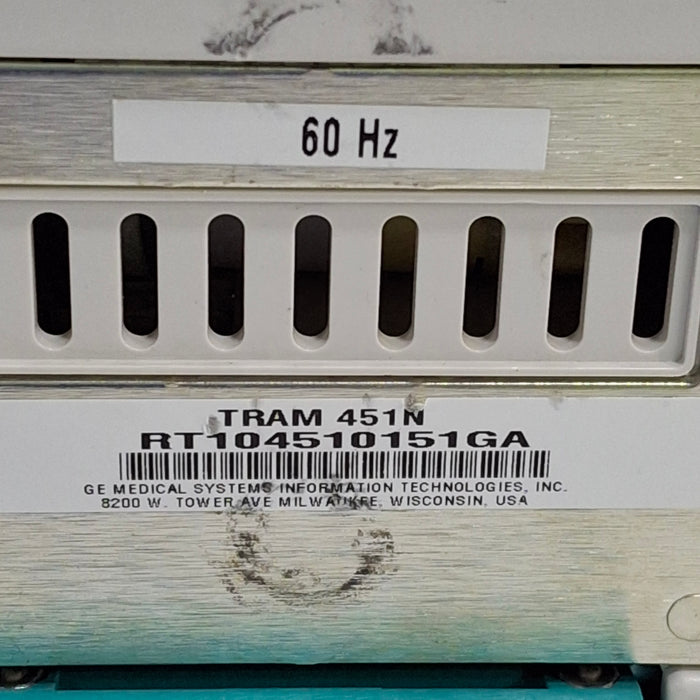 60 Hz
TRAM 451N
RT104510151GA
GE MEDICAL SYSTEMS INFORMATION TECHNOLOGIES, INC.
8200 W. TOWER AVE MILWAUKEE, WISCONSIN, USA